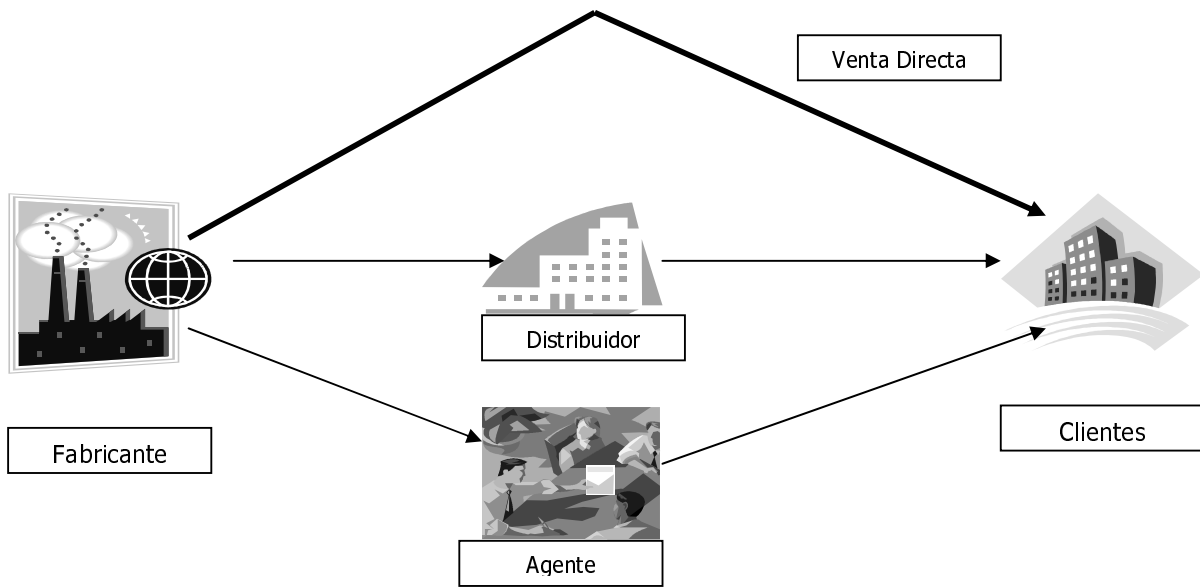 Venta Directa
Distribuidor
Fabricante
Clientes
Agente